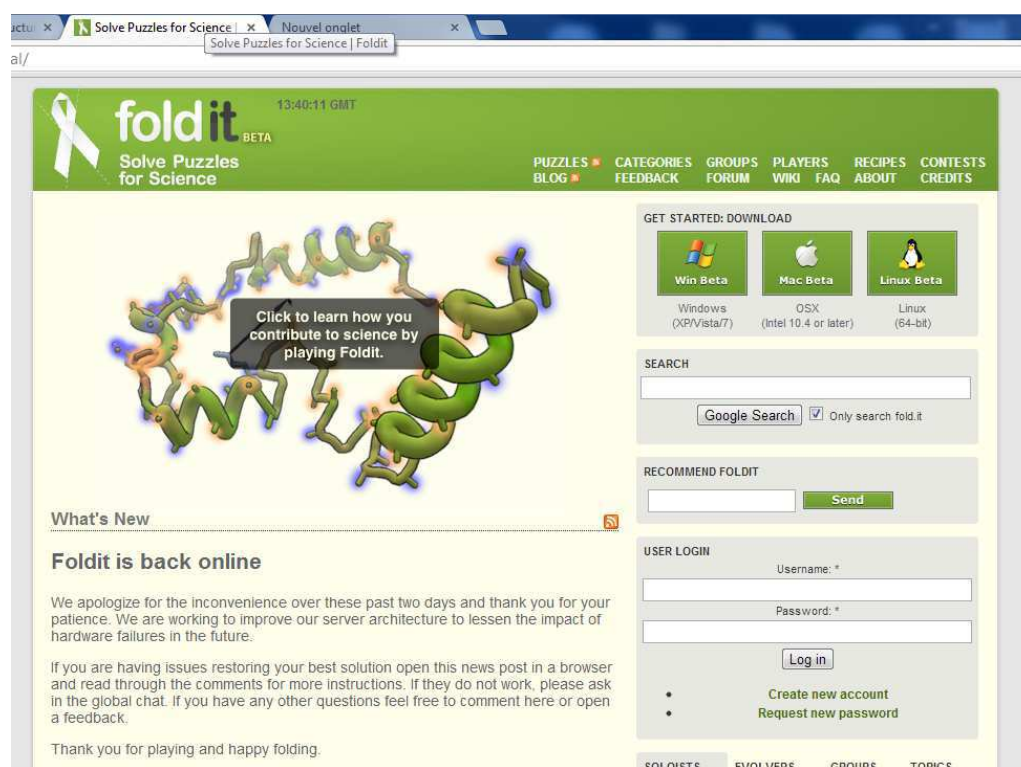 Solve Puzzles for Science |
Nouvel onglet
Solve Puzzles for Science | Foldit
al/
foldit BETA
13:40:11 GMT
Solve Puzzles
for Science
PUZZLES CATEGORIES GROUPS PLAYERS RECIPES CONTESTS
BLOG FEEDBACK FORUM WIKI FAQ ABOUT CREDITS
Click to learn how you
contribute to science by
playing Foldit.
GET STARTED: DOWNLOAD
Win Beta Mac Beta Linux Beta
Windows OSX Linux
(XP/Vista/7) (Intel 10.4 or later) (64-bit)
SEARCH
Google Search Only search fold.it
RECOMMEND FOLDIT
Send
USER LOGIN
Username: *
Password: *
Log in
• Create new account
• Request new password
SOLOISTS EVOLVERS GROUPS TOPICS
What's New
Foldit is back online
We apologize for the inconvenience over these past two days and thank you for your
patience. We are working to improve our server architecture to lessen the impact of
hardware failures in the future.
If you are having issues restoring your best solution open this news post in a browser
and read through the comments for more instructions. If they do not work, please ask
in the global chat. If you have any other questions feel free to comment here or open
a feedback.
Thank you for playing and happy folding.